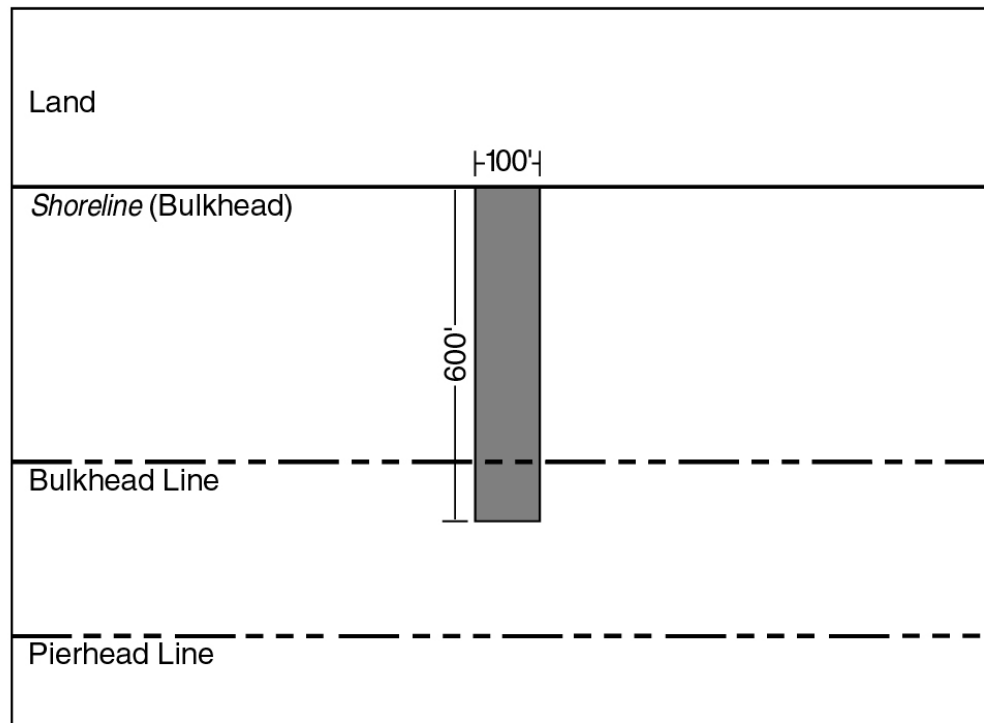 Land
100'
Shoreline (Bulkhead)
600'
Bulkhead Line
Pierhead Line